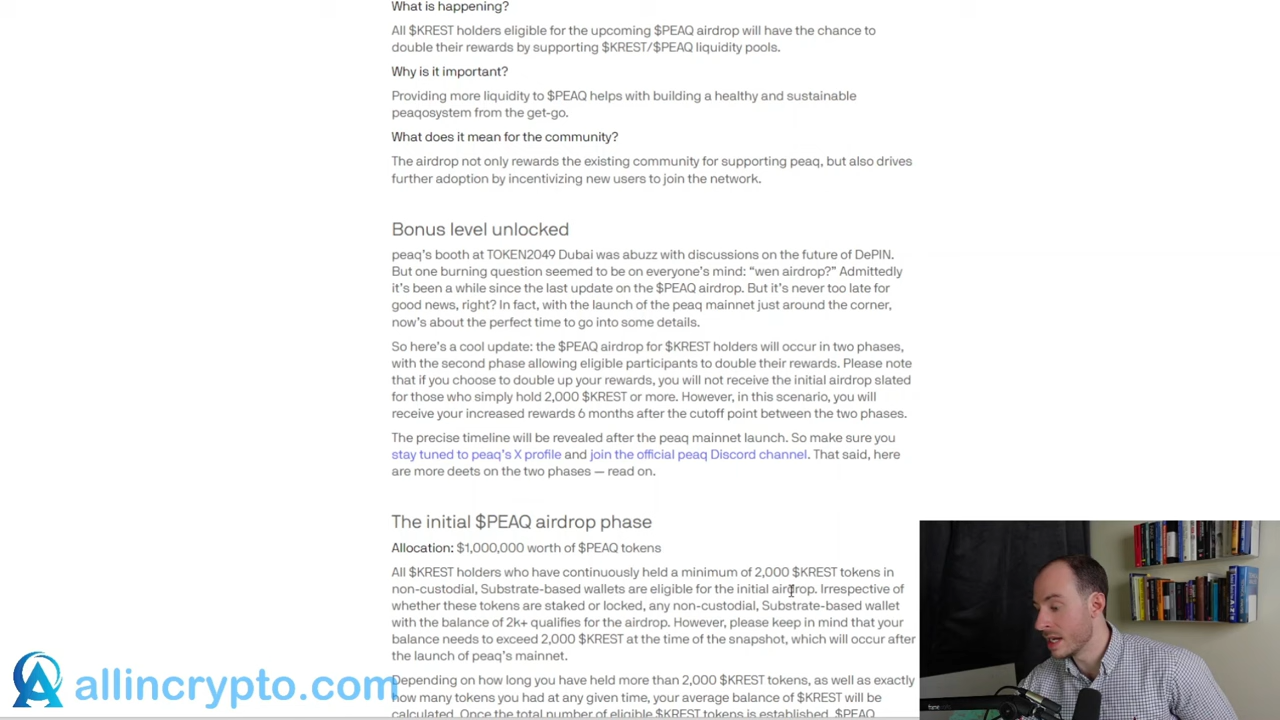 What is happening?
All $KREST holders eligible for the upcoming $PEAQ airdrop will have the chance to
double their rewards by supporting $KREST/$PEAQ liquidity pools.
Why is it important?
Providing more liquidity to $PEAQ helps with building a healthy and sustainable
peaqosystem from the get-go.
What does it mean for the community?
The airdrop not only rewards the existing community for supporting peaq, but also drives
further adoption by incentivizing new users to join the network.
Bonus level unlocked
peaq's booth at TOKEN2049 Dubai was abuzz with discussions on the future of DePIN.
But one burning question seemed to be on everyone's mind: “wen airdrop?” Admittedly
it's been a while since the last update on the $PEAQ airdrop. But it's never too late for
good news, right? In fact, with the launch of the peaq mainnet just around the corner,
now's about the perfect time to go into some details.
So here's a cool update: the $PEAQ airdrop for $KREST holders will occur in two phases,
with the second phase allowing eligible participants to double their rewards. Please note
that if you choose to double up your rewards, you will not receive the initial airdrop slated
for those who simply hold 2,000 $KREST or more. However, in this scenario, you will
receive your increased rewards 6 months after the cutoff point between the two phases.
The precise timeline will be revealed after the peaq mainnet launch. So make sure you
stay tuned to peaq's X profile and join the official peaq Discord channel. That said, here
are more deets on the two phases — read on.
The initial $PEAQ airdrop phase
Allocation: $1,000,000 worth of $PEAQ tokens
All $KREST holders who have continuously held a minimum of 2,000 $KREST tokens in
non-custodial, Substrate-based wallets are eligible for the initial airdrop. Irrespective of
whether these tokens are staked or locked, any non-custodial, Substrate-based wallet
with the balance of 2k+ qualifies for the airdrop. However, please keep in mind that your
balance needs to exceed 2,000 $KREST at the time of the snapshot, which will occur after
the launch of peaq's mainnet.
Depending on how long you have held more than 2,000 $KREST tokens, as well as exactly
how many tokens you had at any given time, your average balance of $KREST will be
calculated. Once the total number of eligible $KREST tokens is established, $PEAQ
allincrypto.com